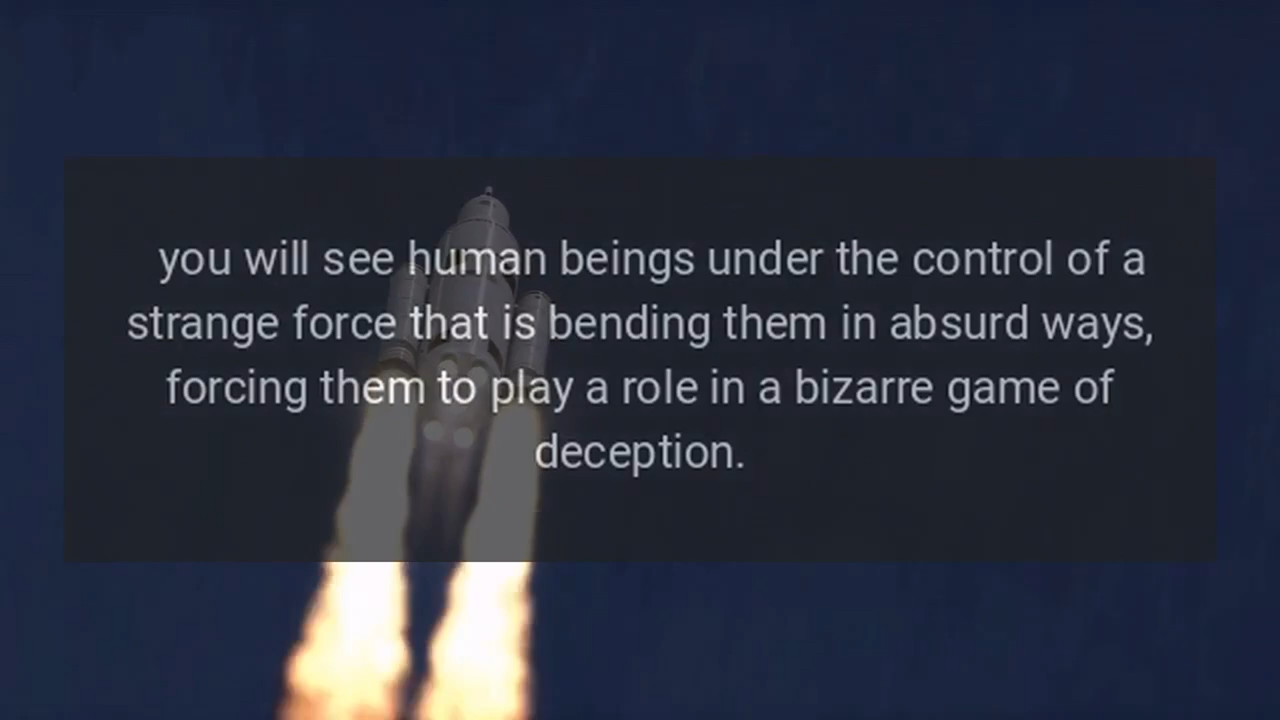 you will see human beings under the control of a
strange force that is bending them in absurd ways,
forcing them to play a role in a bizarre game of
deception.